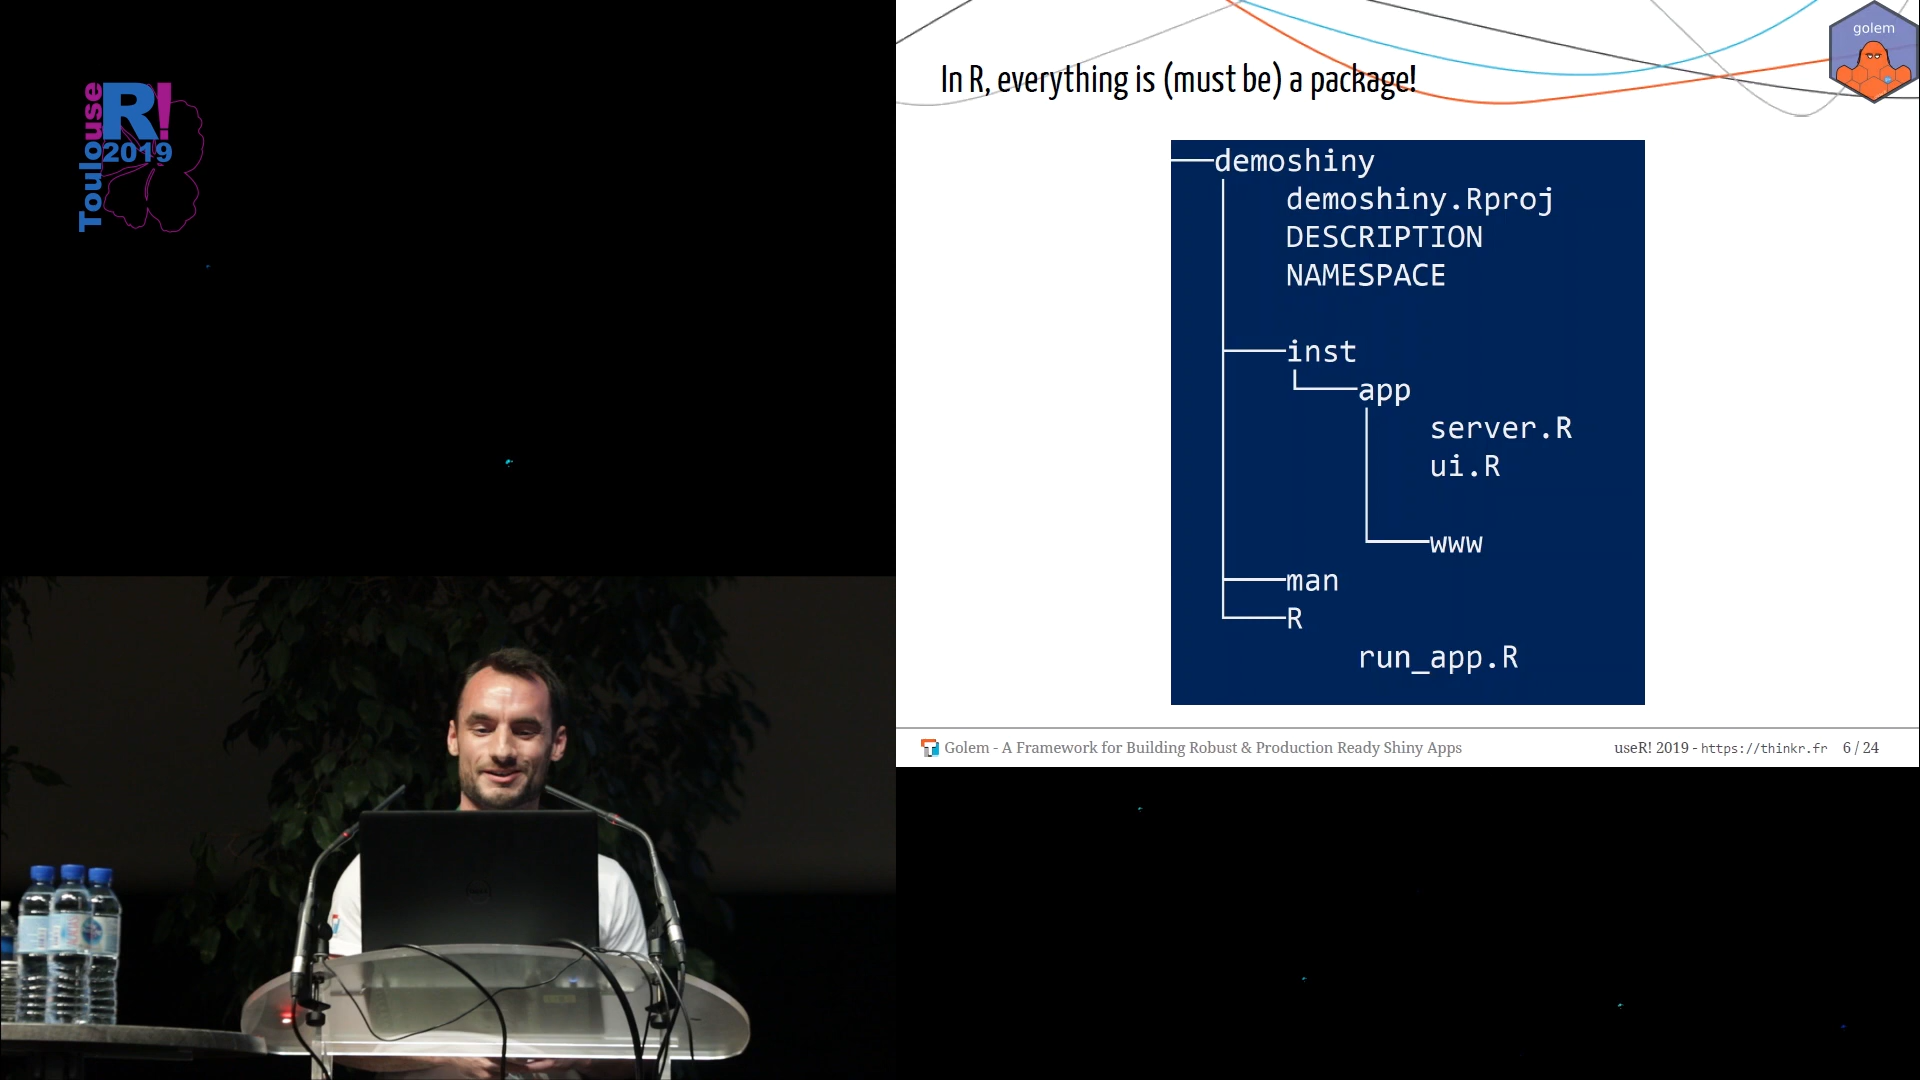 Toulouse
R!
2019
golem
In R, everything is (must be) a package!
demoshiny
demoshiny.Rproj
DESCRIPTION
NAMESPACE
inst
app
server.R
ui.R
www
man
R
run_app.R
Golem - A Framework for Building Robust & Production Ready Shiny Apps
useR! 2019 - https://thinkr.fr 6 / 24